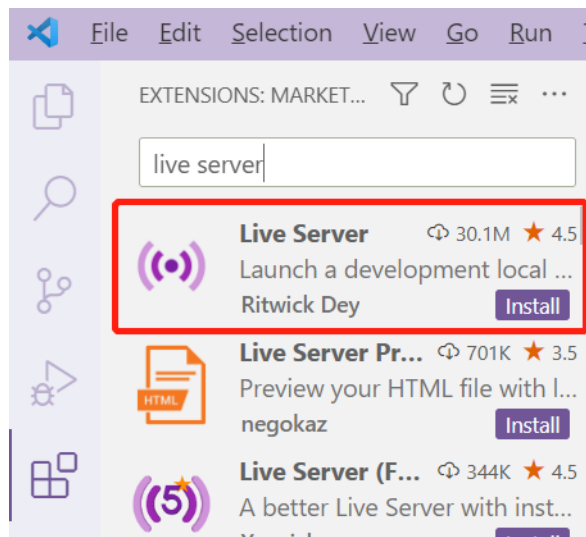 File Edit Selection View Go Run
EXTENSIONS: MARKET... ...
live server
Live Server 30.1M 4.5
Launch a development local ...
Ritwick Dey Install
Live Server Pr... 701K 3.5
Preview your HTML file with l...
HTML
negokaz Install
Live Server (F... 344K 4.5
5
A better Live Server with inst...